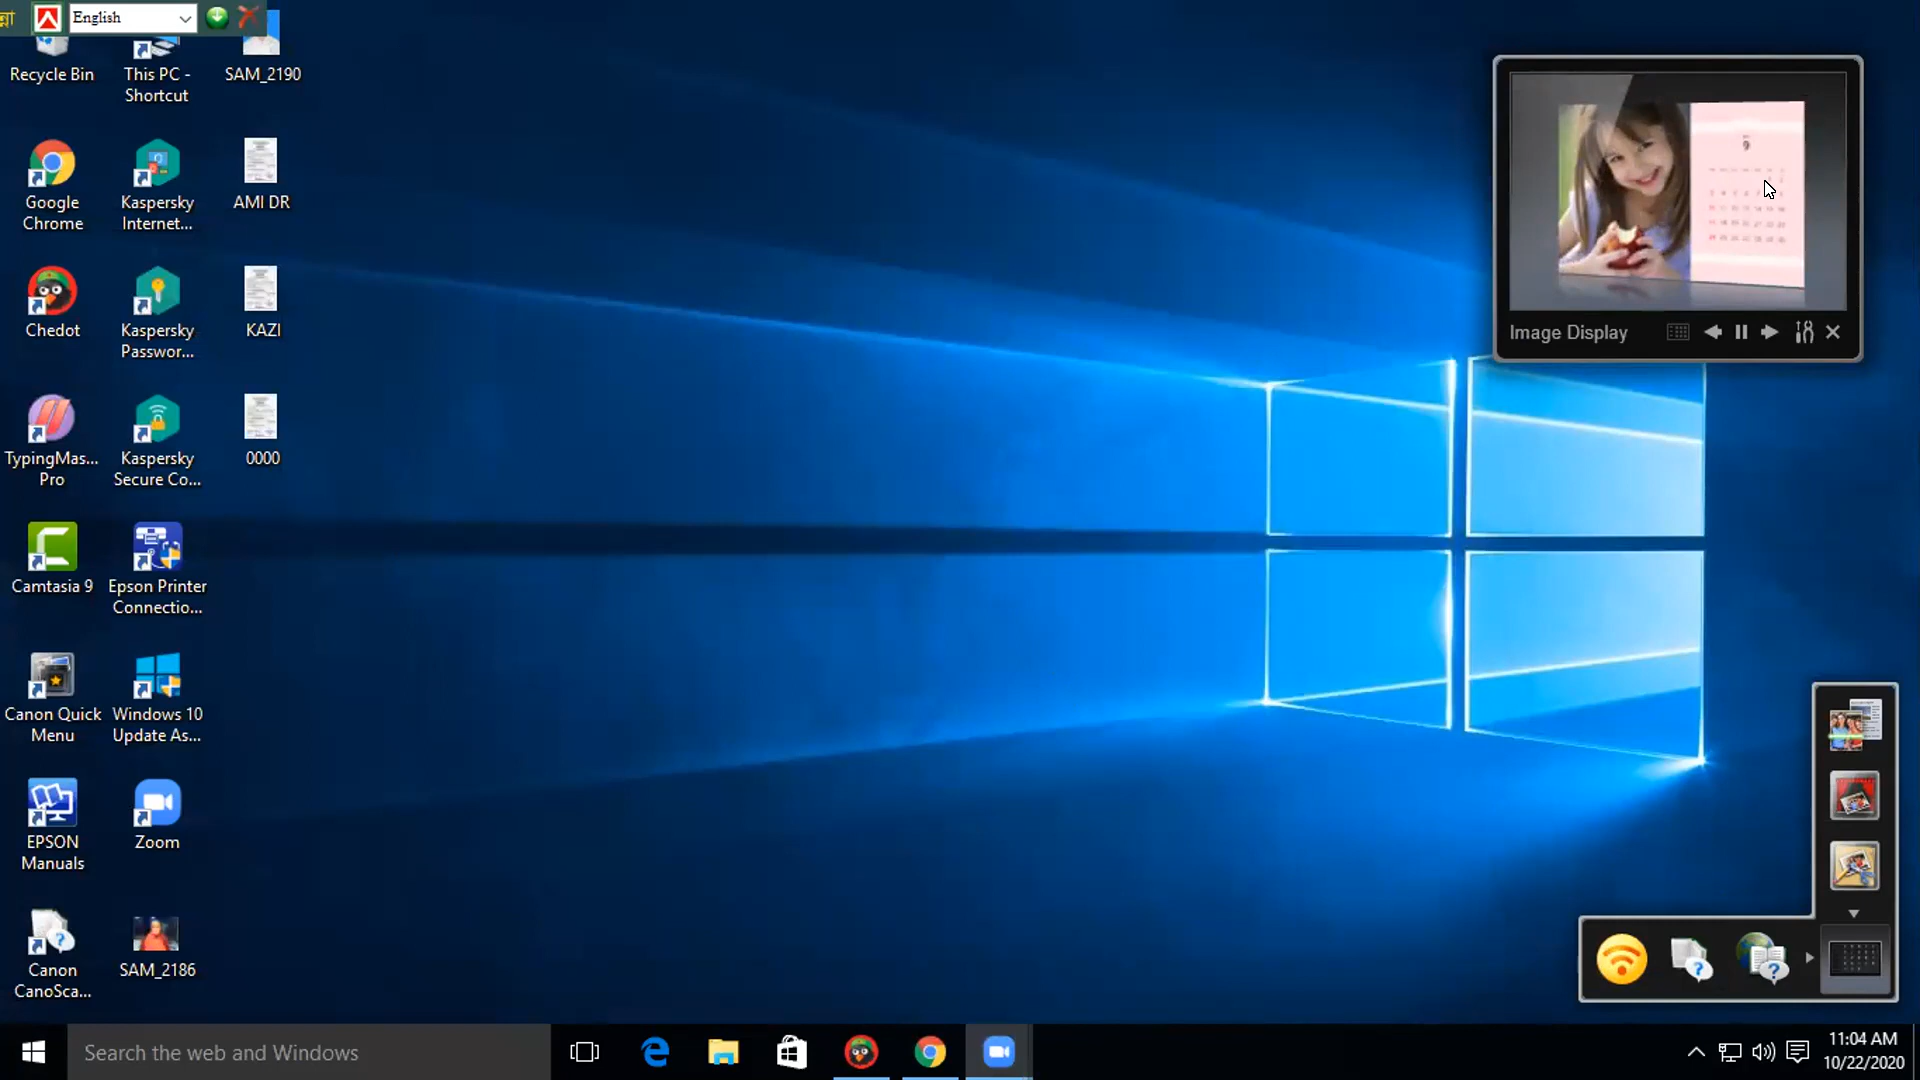 English
Recycle Bin
This PC -
Shortcut
SAM_2190
Google
Chrome
Kaspersky
Internet...
AMI DR
Chedot
Kaspersky
Passwor...
KAZI
TypingMas...
Pro
Kaspersky
Secure Co...
0000
Camtasia 9
Epson Printer
Connectio...
Canon Quick
Menu
Windows 10
Update As...
EPSON
Manuals
Zoom
Canon
CanoSca...
SAM_2186
9
Image Display
Search the web and Windows
11:04 AM
10/22/2020